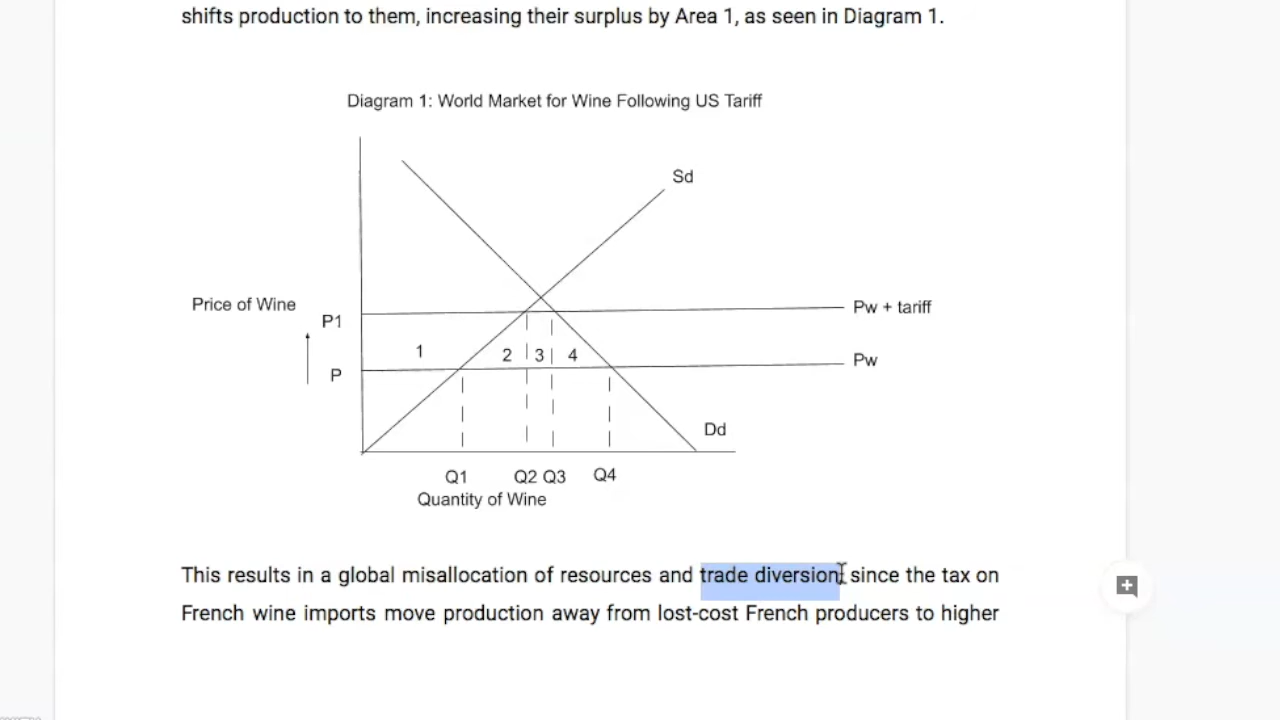 shifts production to them, increasing their surplus by Area 1, as seen in Diagram 1.
Diagram 1: World Market for Wine Following US Tariff
Sd
Price of Wine
P1
Pw + tariff
1
2
3
4
P
Pw
Dd
Q1
Q2 Q3
Q4
Quantity of Wine
This results in a global misallocation of resources and trade diversion, since the tax on
French wine imports move production away from lost-cost French producers to higher